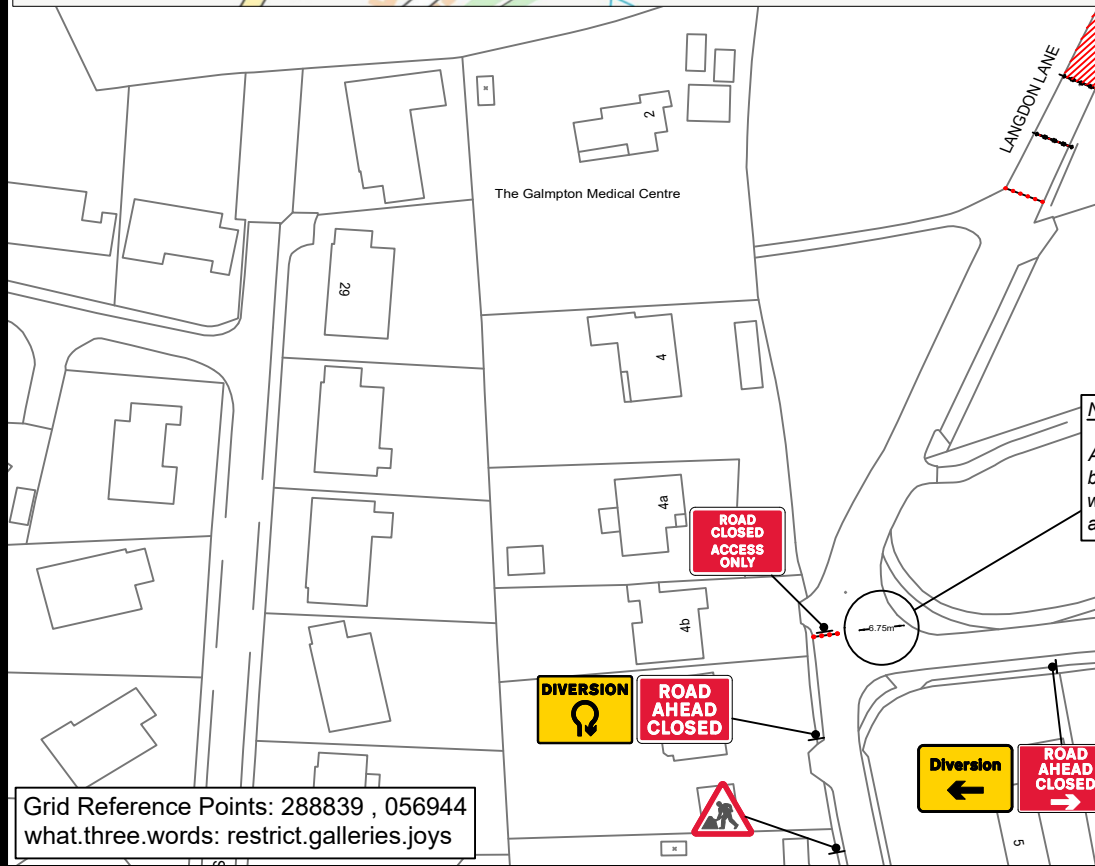 LANGDON LANE
2
The Galmpton Medical Centre
29
4
4a
ROAD
CLOSED
ACCESS
ONLY
4b
6.75m
DIVERSION
ROAD
AHEAD
CLOSED
Diversion
ROAD
AHEAD
CLOSED
5
Grid Reference Points: 288839 , 056944
what.three.words: restrict.galleries.joys